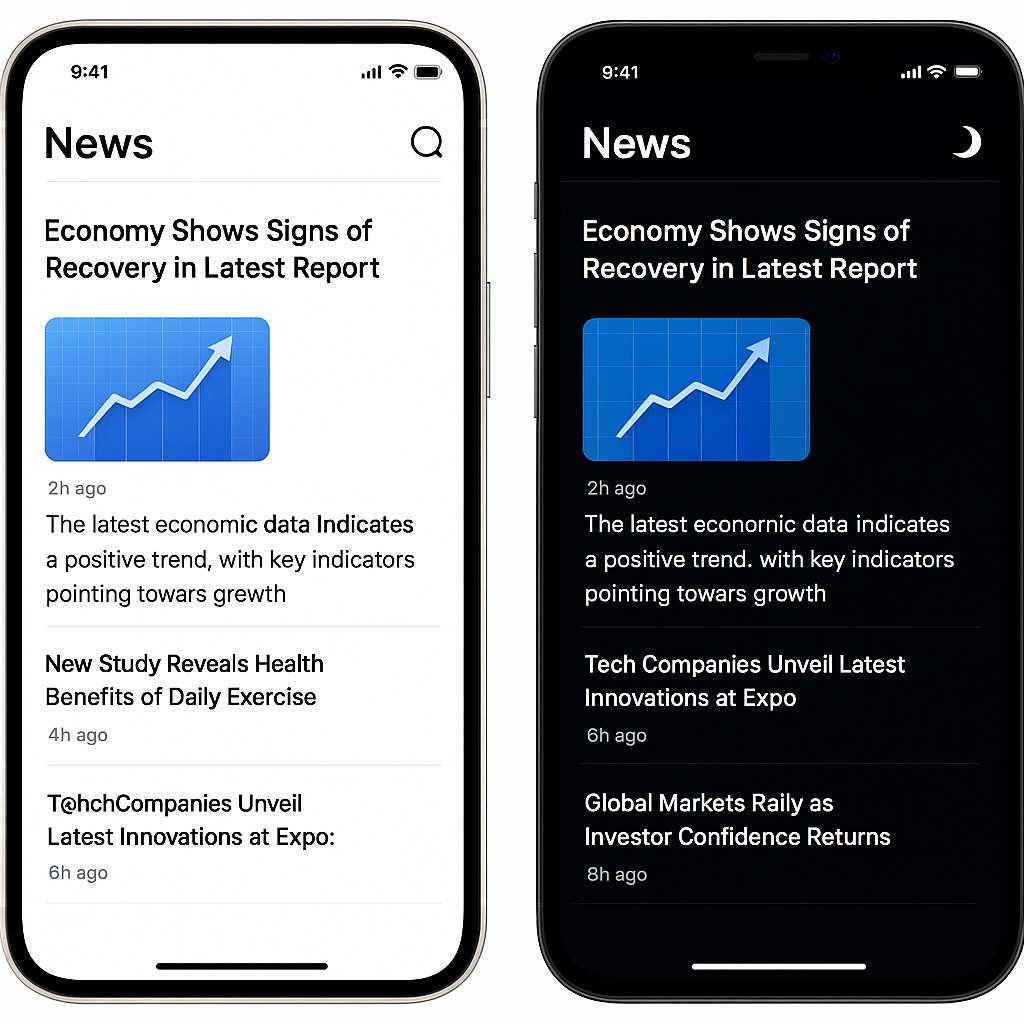 9:41
News
Economy Shows Signs of
Recovery in Latest Report
2h ago
The latest economic data Indicates
a positive trend, with key indicators
pointing towars grewth
New Study Reveals Health
Benefits of Daily Exercise
4h ago
T@hchCompanies Unveil
Latest Innovations at Expo:
6h ago
9:41
News
Economy Shows Signs of
Recovery in Latest Report
2h ago
The latest econornic data indicates
a positive trend. with key indicators
pointing towars growth
Tech Companies Unveil Latest
Innovations at Expo
6h ago
Global Markets Raily as
Investor Confidence Returns
8h ago